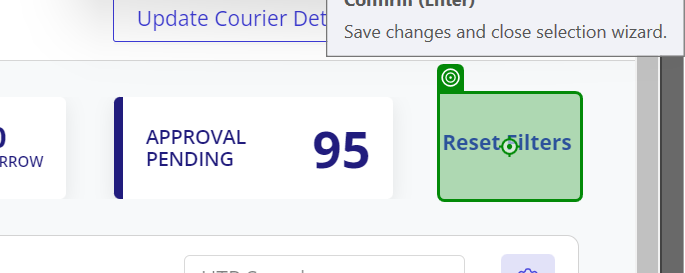 Confirm (Enter)
Update Courier Det
Save changes and close selection wizard.
0
RROW
APPROVAL
PENDING
95
Reset Filters